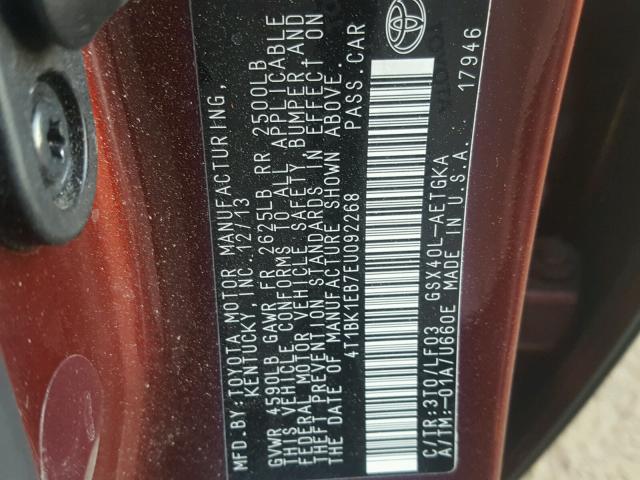 MFD. BY: TOYOTA MOTOR MANUFACTURING,
KENTUCKY, INC. 12/13
GVWR 4590LB GAWR FR 2625LB RR 2500LB
THIS VEHICLE CONFORMS TO ALL APPLICABLE
FEDERAL MOTOR VEHICLE SAFETY, BUMPER, AND
THEFT PREVENTION STANDARDS IN EFFECT ON
THE DATE OF MANUFACTURE SHOWN ABOVE.
4T1BK1EB7EU092268 PASS. CAR
TOYOTA
C/TR:3T0/LF03 GSX40L-AETGKA 17946
A/TM:-01A/U660E MADE IN U.S.A.